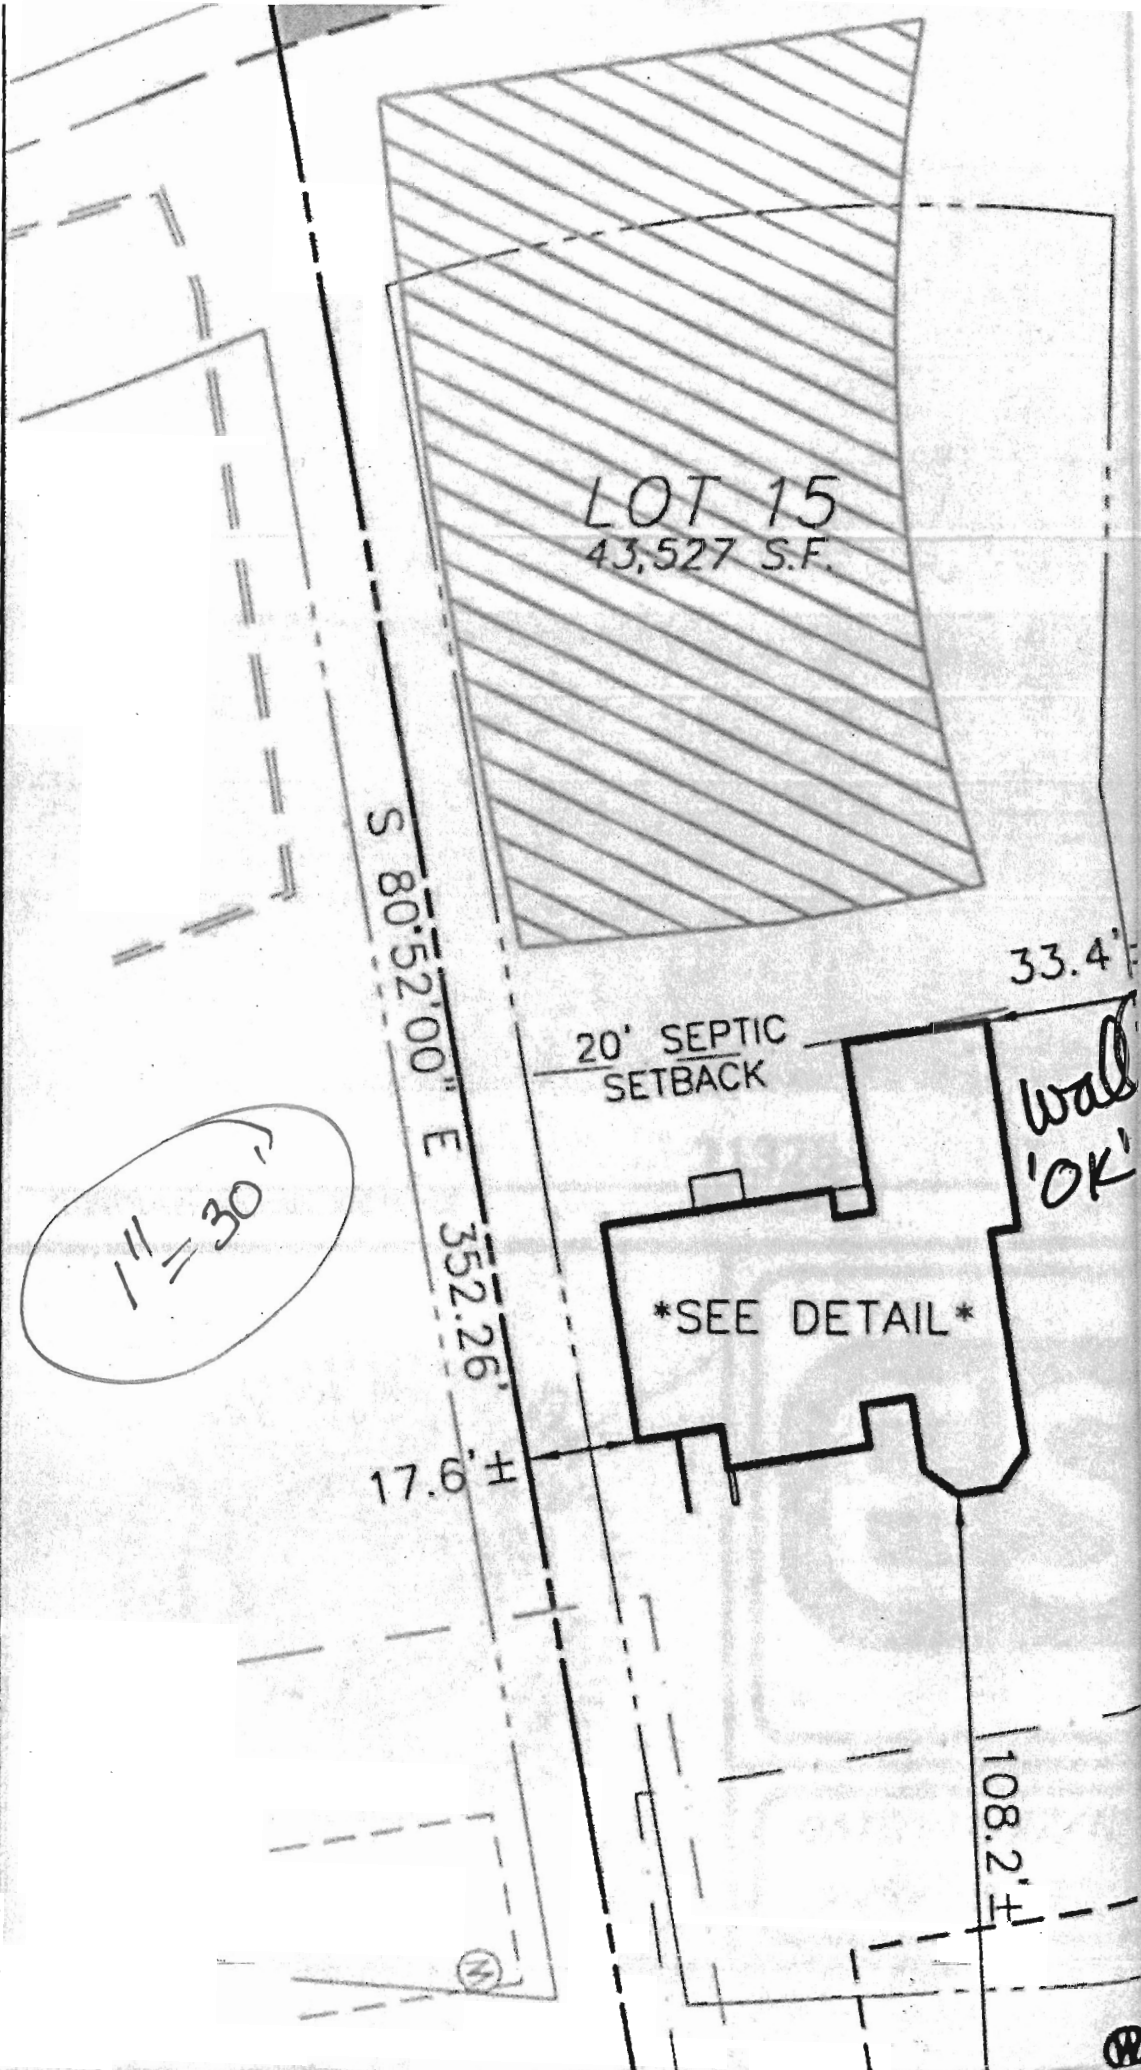 LOT 15
43,527 S.F.
S 80°52'00" E 352.26'
33.4'±
20' SEPTIC
SETBACK
wall
'OK'
1"=30'
*SEE DETAIL*
17.6'±
108.2'±
W
W